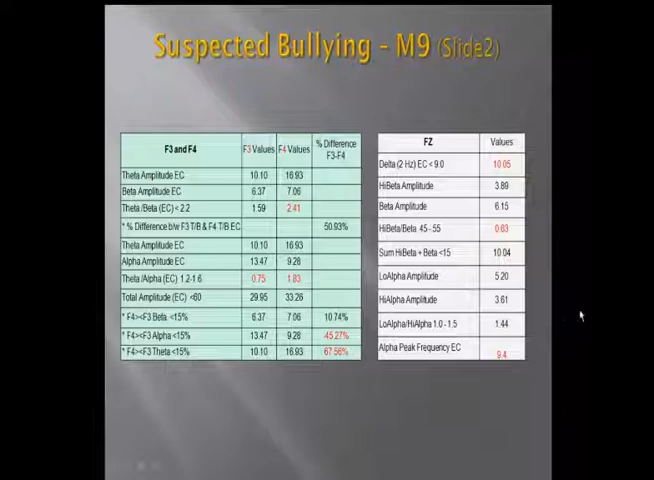 Suspected Bullying - M9 (Slide2)
F3 and F4 F3 Values F4 Values % Difference F3-F4
Theta Amplitude EC 10.10 16.93
Beta Amplitude EC 6.37 7.06
Theta /Beta (EC) < 2.2 1.59 2.41
* % Difference b/w F3 T/B & F4 T/B EC 50.93%
Theta Amplitude EC 10.10 16.93
Alpha Amplitude EC 13.47 9.28
Theta/Alpha (EC) 1.2-1.6 0.75 1.83
Total Amplitude (EC) <60 29.95 33.26
* F4><F3 Beta <15% 6.37 7.06 10.74%
* F4><F3 Alpha <15% 13.47 9.28 -45.27%
* F4><F3 Theta <15% 10.10 16.93 67.56%
FZ Values
Delta (2 Hz) EC < 9.0 10.05
HiBeta Amplitude 3.89
Beta Amplitude 6.15
HiBeta/Beta .45 - .55 0.63
Sum HiBeta + Beta <15 10.04
LoAlpha Amplitude 5.20
HiAlpha Amplitude 3.61
LoAlpha/HiAlpha 1.0 - 1.5 1.44
Alpha Peak Frequency EC 9.4